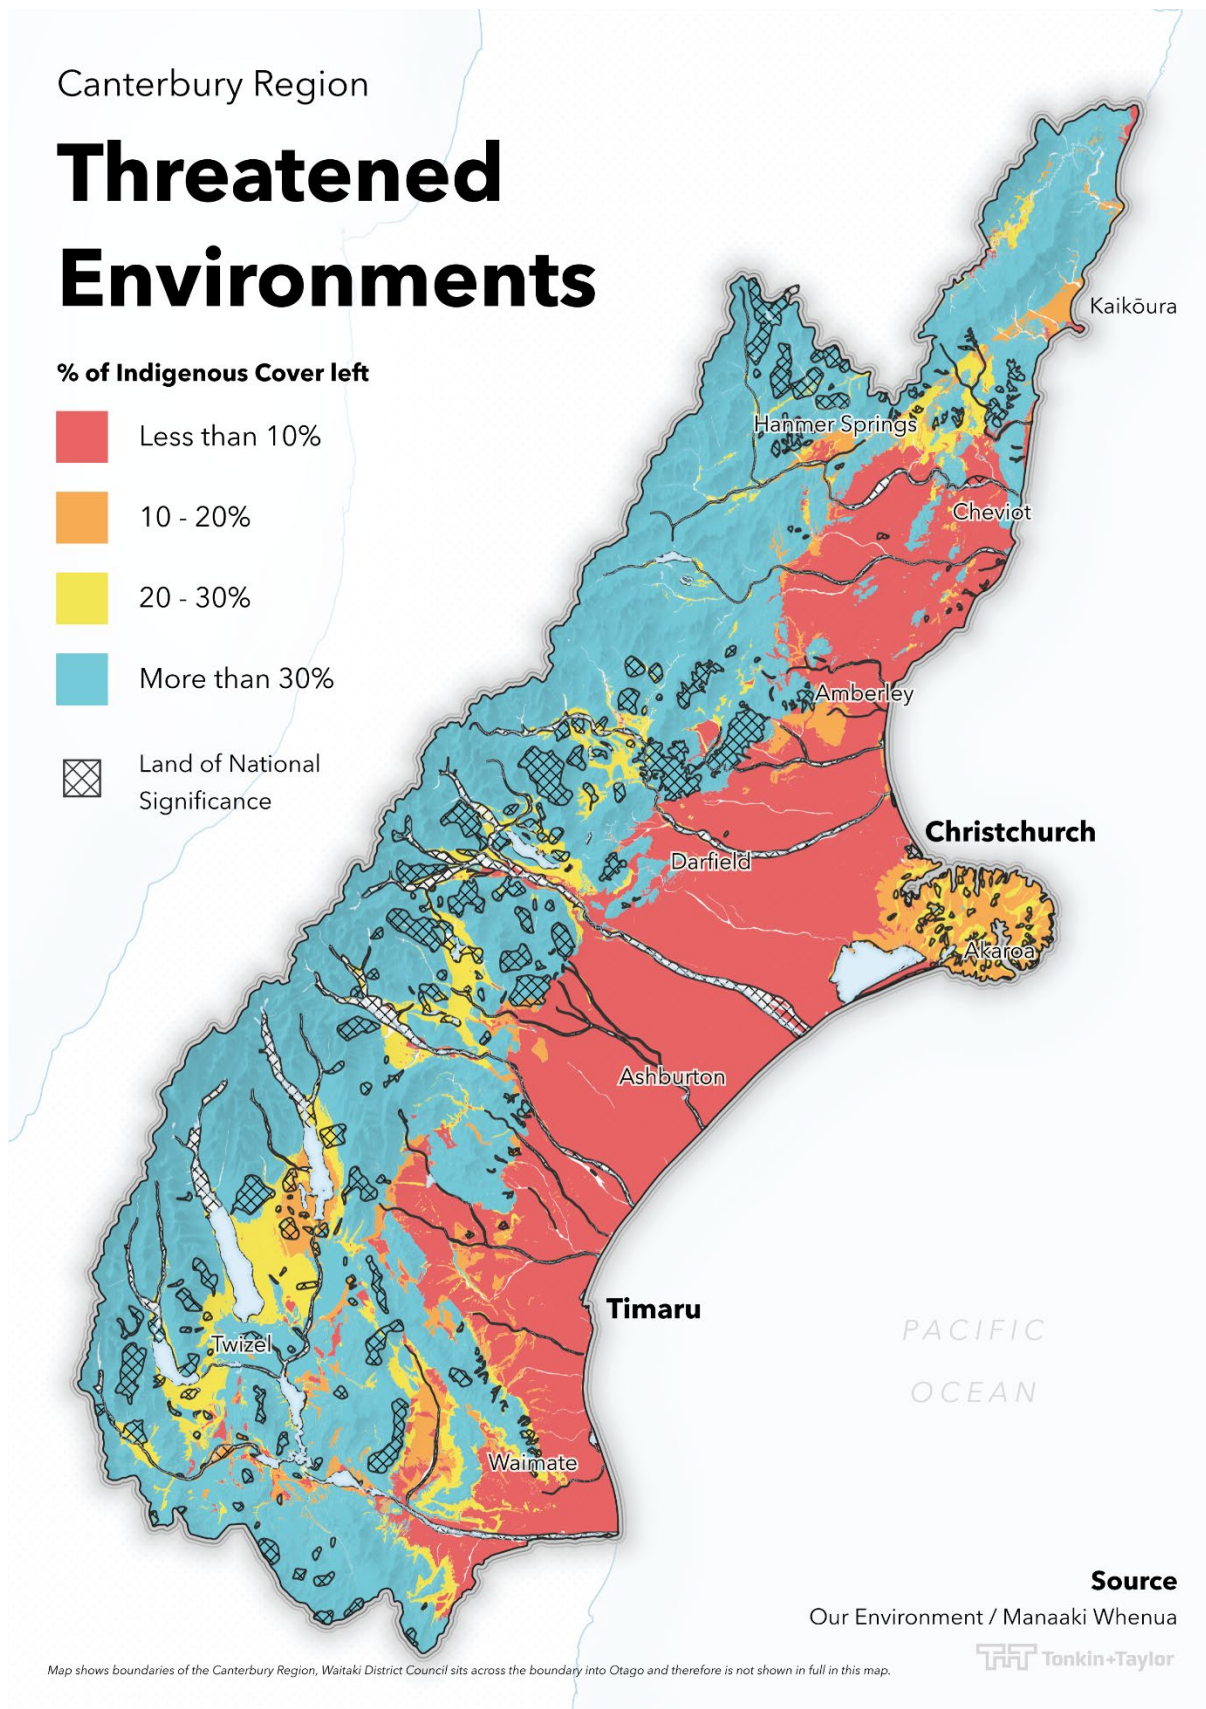 Canterbury Region
Threatened
Environments
% of Indigenous Cover left
Less than 10%
10 - 20%
20 - 30%
More than 30%
Land of National
Significance
Kaikōura
Hanmer Springs
Cheviot
Amberley
Christchurch
Darfield
Akaroa
Ashburton
Timaru
PACIFIC
OCEAN
Twizel
Waimate
Source
Our Environment / Manaaki Whenua
T+T Tonkin+Taylor
Map shows boundaries of the Canterbury Region, Waitaki District Council sits across the boundary into Otago and therefore is not shown in full in this map.